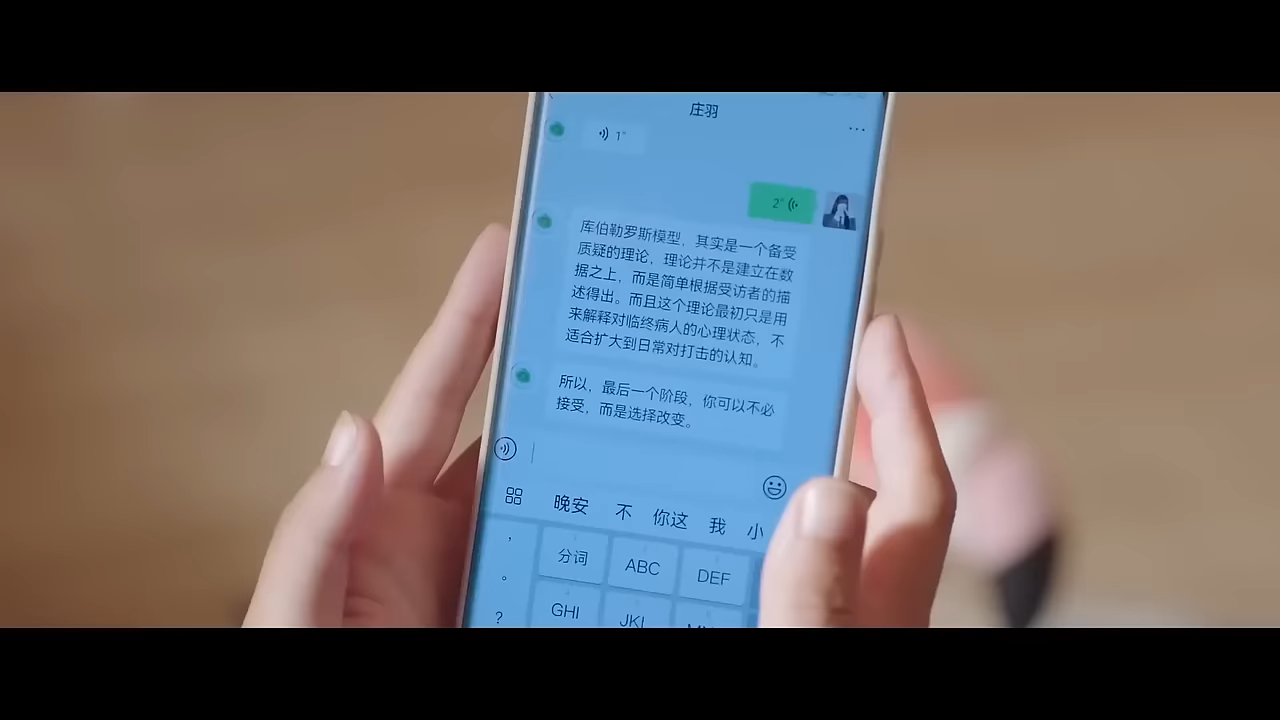 庄羽
1"
2"
库伯勒罗斯模型，其实是一个备受
质疑的理论，理论并不是建立在数
据之上，而是简单根据受访者的描
述得出。而且这个理论最初只是用
来解释对临终病人的心理状态，不
适合扩大到日常对打击的认知。
所以，最后一个阶段，你可以不必
接受，而是选择改变。
晚安 不 你这 我 小
, 分词 ABC DEF
。
? GHI JKL